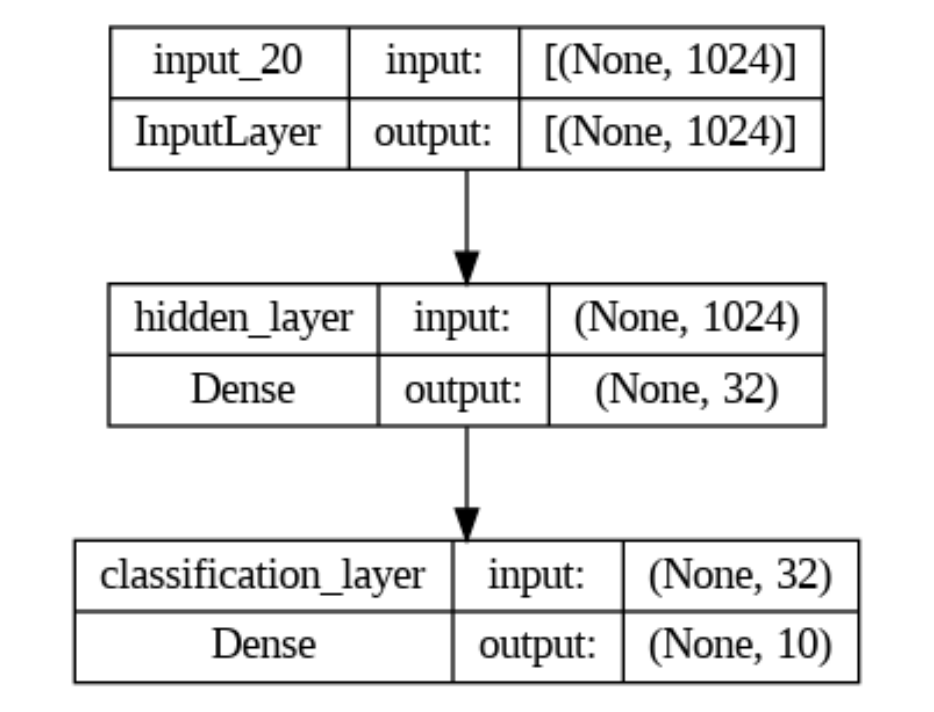 input_20 input: [(None, 1024)]
InputLayer output: [(None, 1024)]
hidden_layer input: (None, 1024)
Dense output: (None, 32)
classification_layer input: (None, 32)
Dense output: (None, 10)